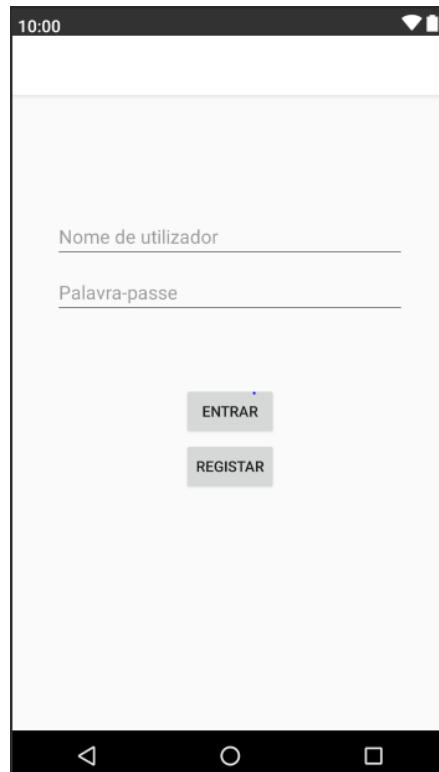 10:00
Nome de utilizador
Palavra-passe
ENTRAR
REGISTAR